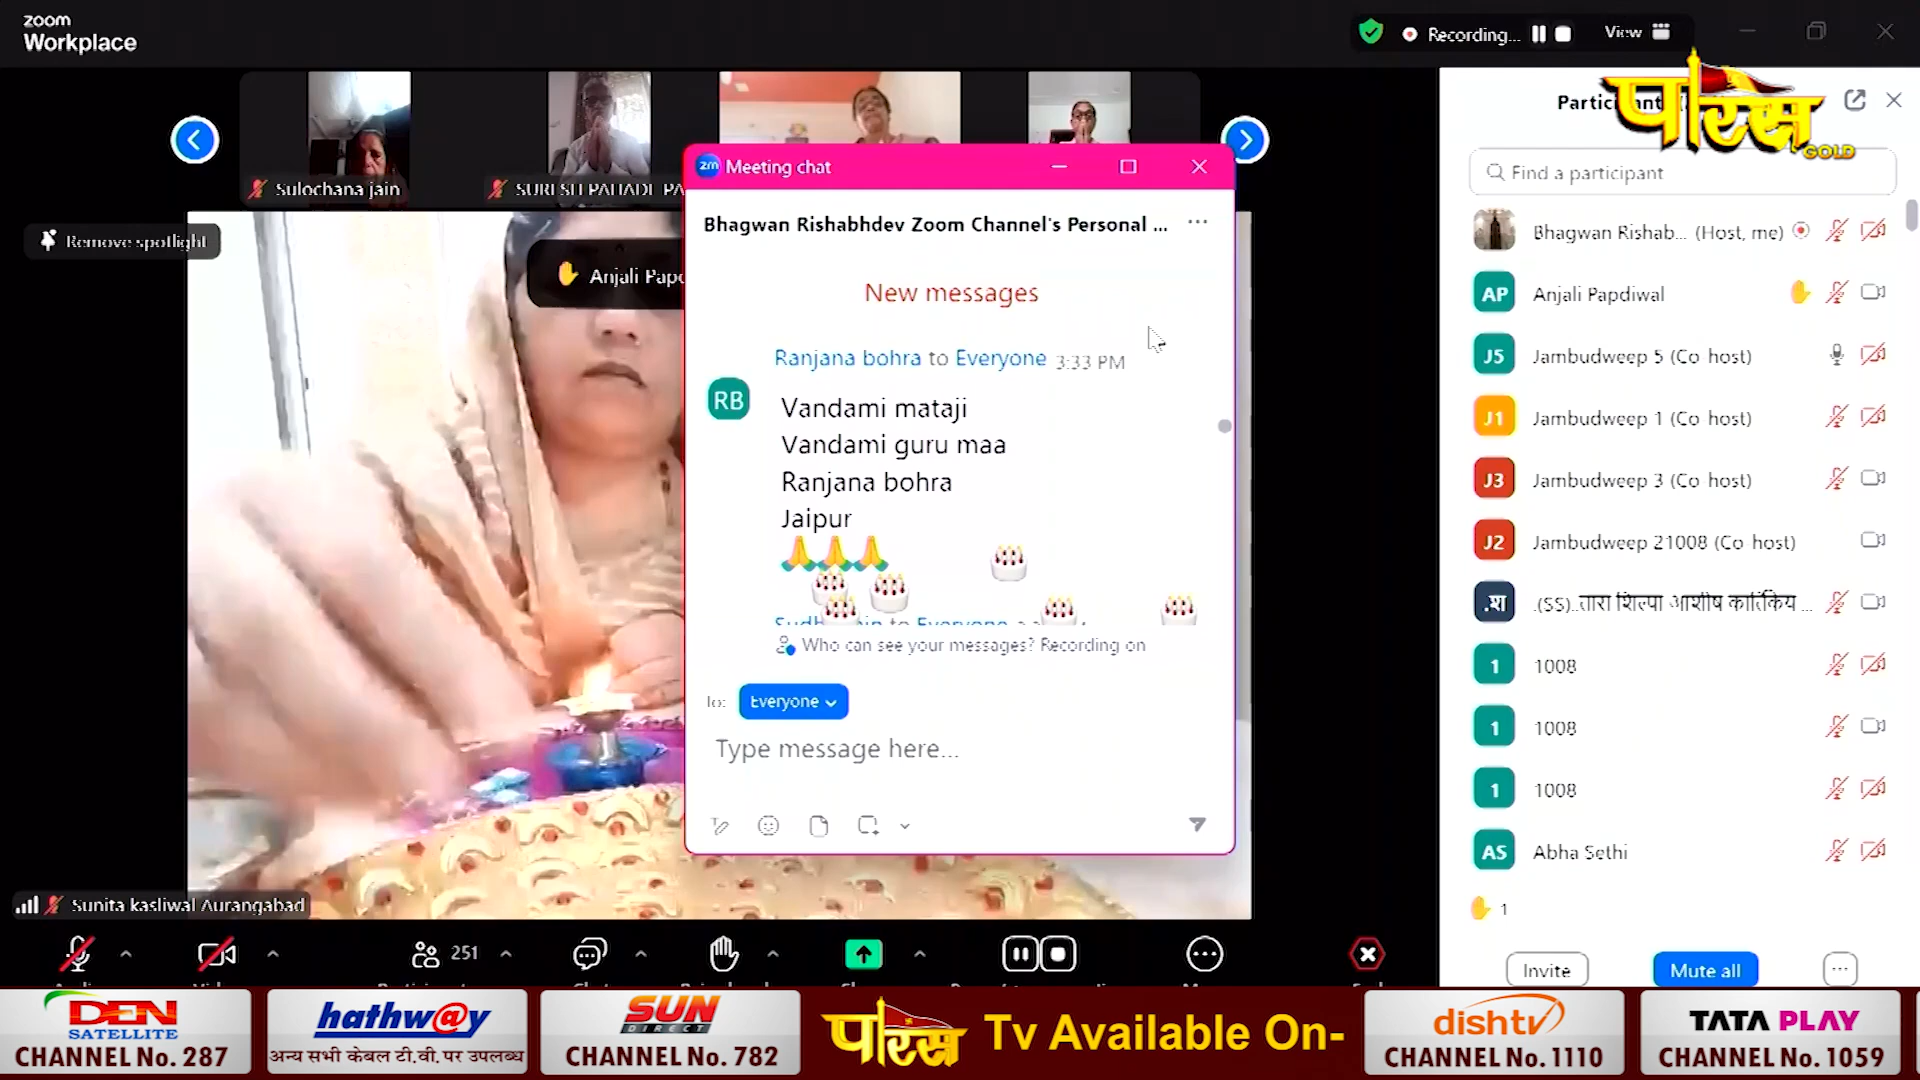 zoom
Workplace
Recording...
View
Sulochana jain
Remove spotlight
Anjali
Meeting chat
Bhagwan Rishabhdev Zoom Channel's Personal ...
New messages
Ranjana bohra to Everyone 3:33 PM
RB
Vandami mataji
Vandami guru maa
Ranjana bohra
Jaipur
to Everyone
Who can see your messages? Recording on
To: Everyone
Type message here...
Sunita kasliwal Aurangabad
251
पारस
GOLD
Find a participant
Bhagwan Rishab... (Host, me)
AP Anjali Papdiwal
J5 Jambudweep 5 (Co host)
J1 Jambudweep 1 (Co host)
J3 Jambudweep 3 (Co host)
J2 Jambudweep 21008 (Co host)
.श .(SS)..तारा शिल्पा आशीष कार्तिकेय ...
1 1008
1 1008
1 1008
AS Abha Sethi
1
Invite
Mute all
DEN
SATELLITE
CHANNEL No. 287
hathw@y
अन्य सभी केबल टी.वी. पर उपलब्ध
SUN
DIRECT
CHANNEL No. 782
पारस Tv Available On-
dishtv
CHANNEL No. 1110
TATA PLAY
CHANNEL No. 1059